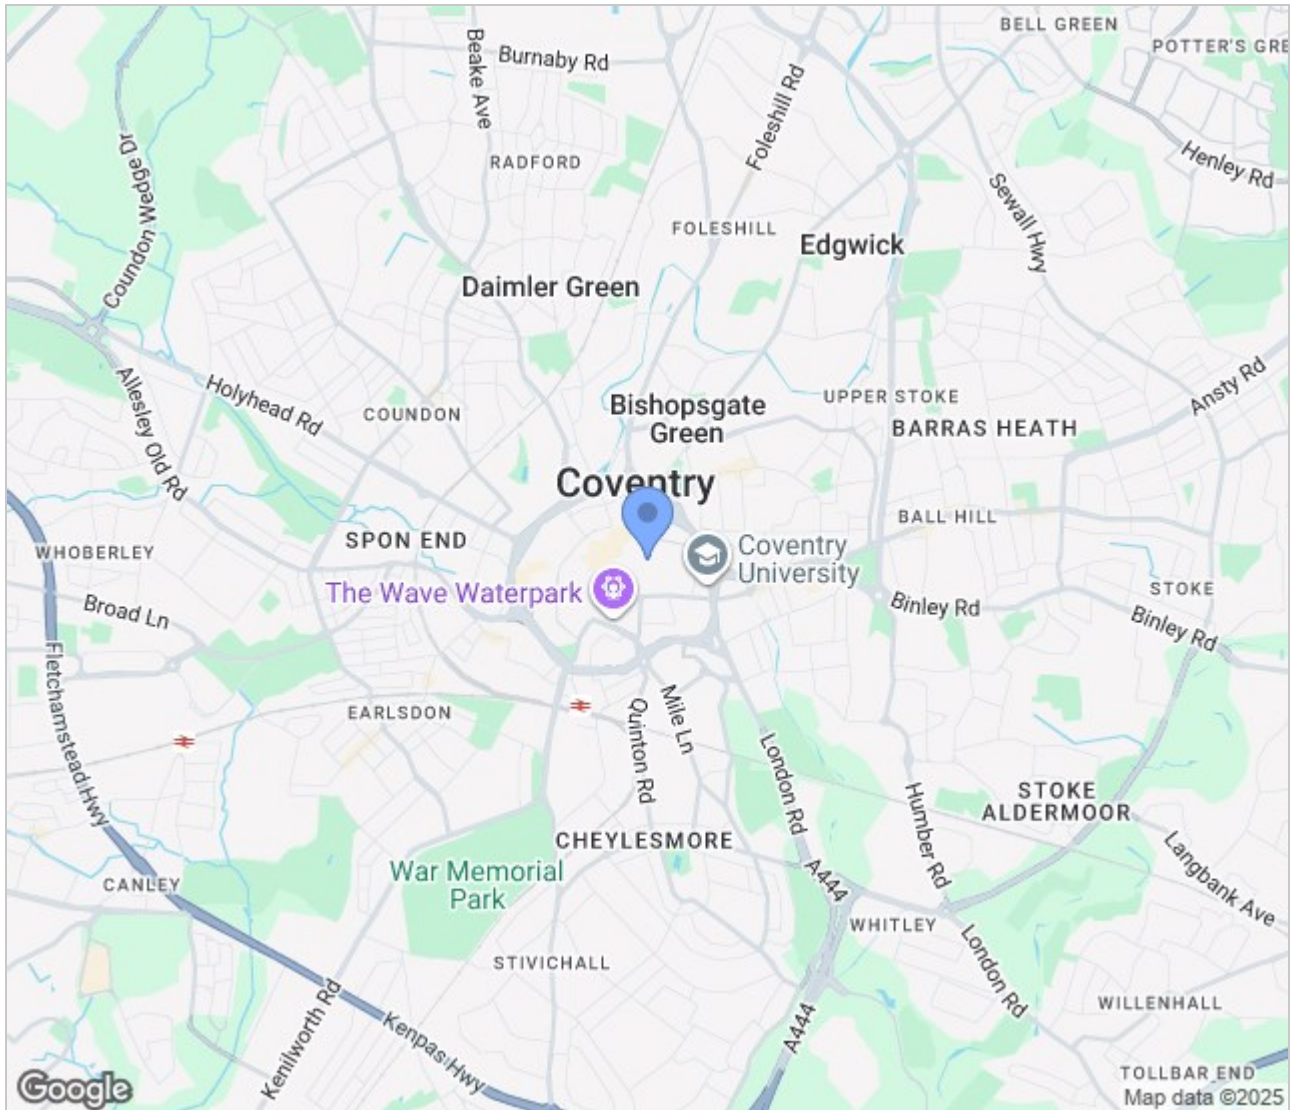 BELL GREEN
POTTER'S GRE
Beake Ave
Burnaby Rd
Foleshill Rd
Henley Rd
Coundon Wedge Dr
RADFORD
Sewall Hwy
FOLESHILL
Edgwick
Daimler Green
Holyhead Rd
Allesley Old Rd
COUNDON
Bishopsgate
Green
UPPER STOKE
BARRAS HEATH
Ansty Rd
Coventry
SPON END
WHOBERLEY
BALL HILL
Coventry
University
The Wave Waterpark
Broad Ln
Binley Rd
Binley Rd
STOKE
Fletchamstead Hwy
EARLSDON
Quinton Rd
Mile Ln
London Rd
Humber Rd
STOKE
ALDERMOOR
CHEYLESMORE
Langbank Ave
War Memorial
Park
A444
CANLEY
WHITLEY
London Rd
STIVICHALL
Kenilworth Rd
Kenpas Hwy
A444
WILLENHALL
TOLLBAR END
Google
Map data ©2025